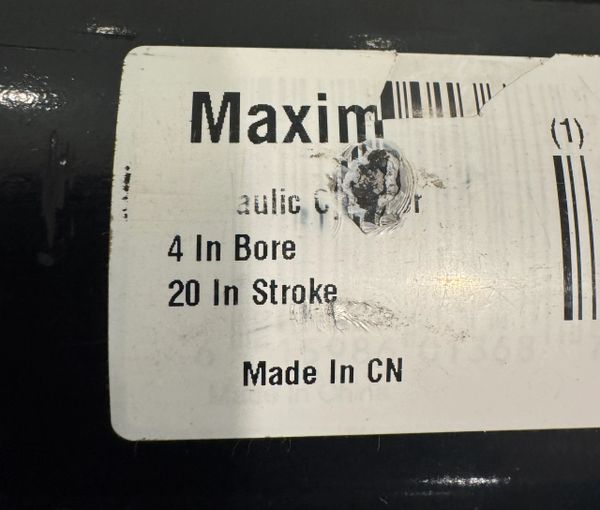 Maxim
(1)
4 In Bore
20 In Stroke
Made In CN